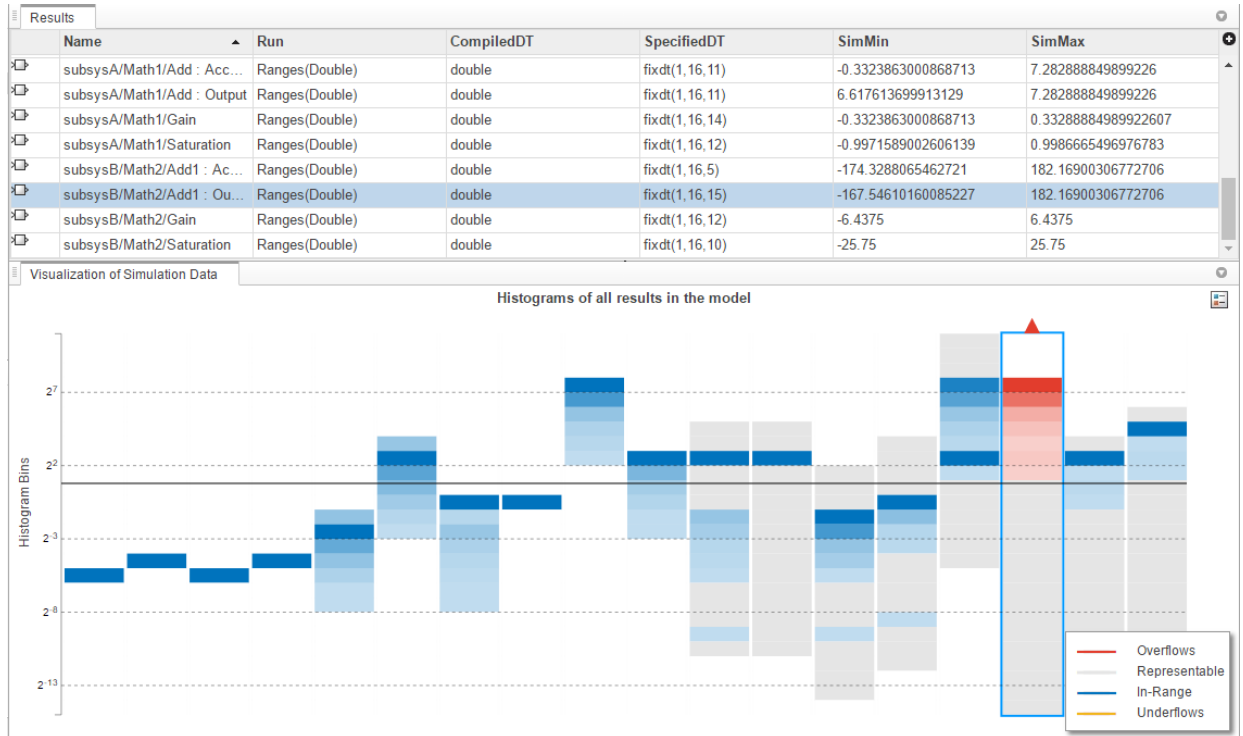 Results
Name Run CompiledDT SpecifiedDT SimMin SimMax
subsysA/Math1/Add : Acc... Ranges(Double) double fixdt(1,16,11) -0.3323863000868713 7.282888849899226
subsysA/Math1/Add : Output Ranges(Double) double fixdt(1,16,11) 6.617613699913129 7.282888849899226
subsysA/Math1/Gain Ranges(Double) double fixdt(1,16,14) -0.3323863000868713 0.33288884989922607
subsysA/Math1/Saturation Ranges(Double) double fixdt(1,16,12) -0.9971589002606139 0.9986665496976783
subsysB/Math2/Add1 : Ac... Ranges(Double) double fixdt(1,16,5) -174.3288065462721 182.16900306772706
subsysB/Math2/Add1 : Ou... Ranges(Double) double fixdt(1,16,15) -167.54610160085227 182.16900306772706
subsysB/Math2/Gain Ranges(Double) double fixdt(1,16,12) -6.4375 6.4375
subsysB/Math2/Saturation Ranges(Double) double fixdt(1,16,10) -25.75 25.75
Visualization of Simulation Data
Histograms of all results in the model
Histogram Bins
2^7
2^2
2^-3
2^-8
2^-13
Overflows
Representable
In-Range
Underflows